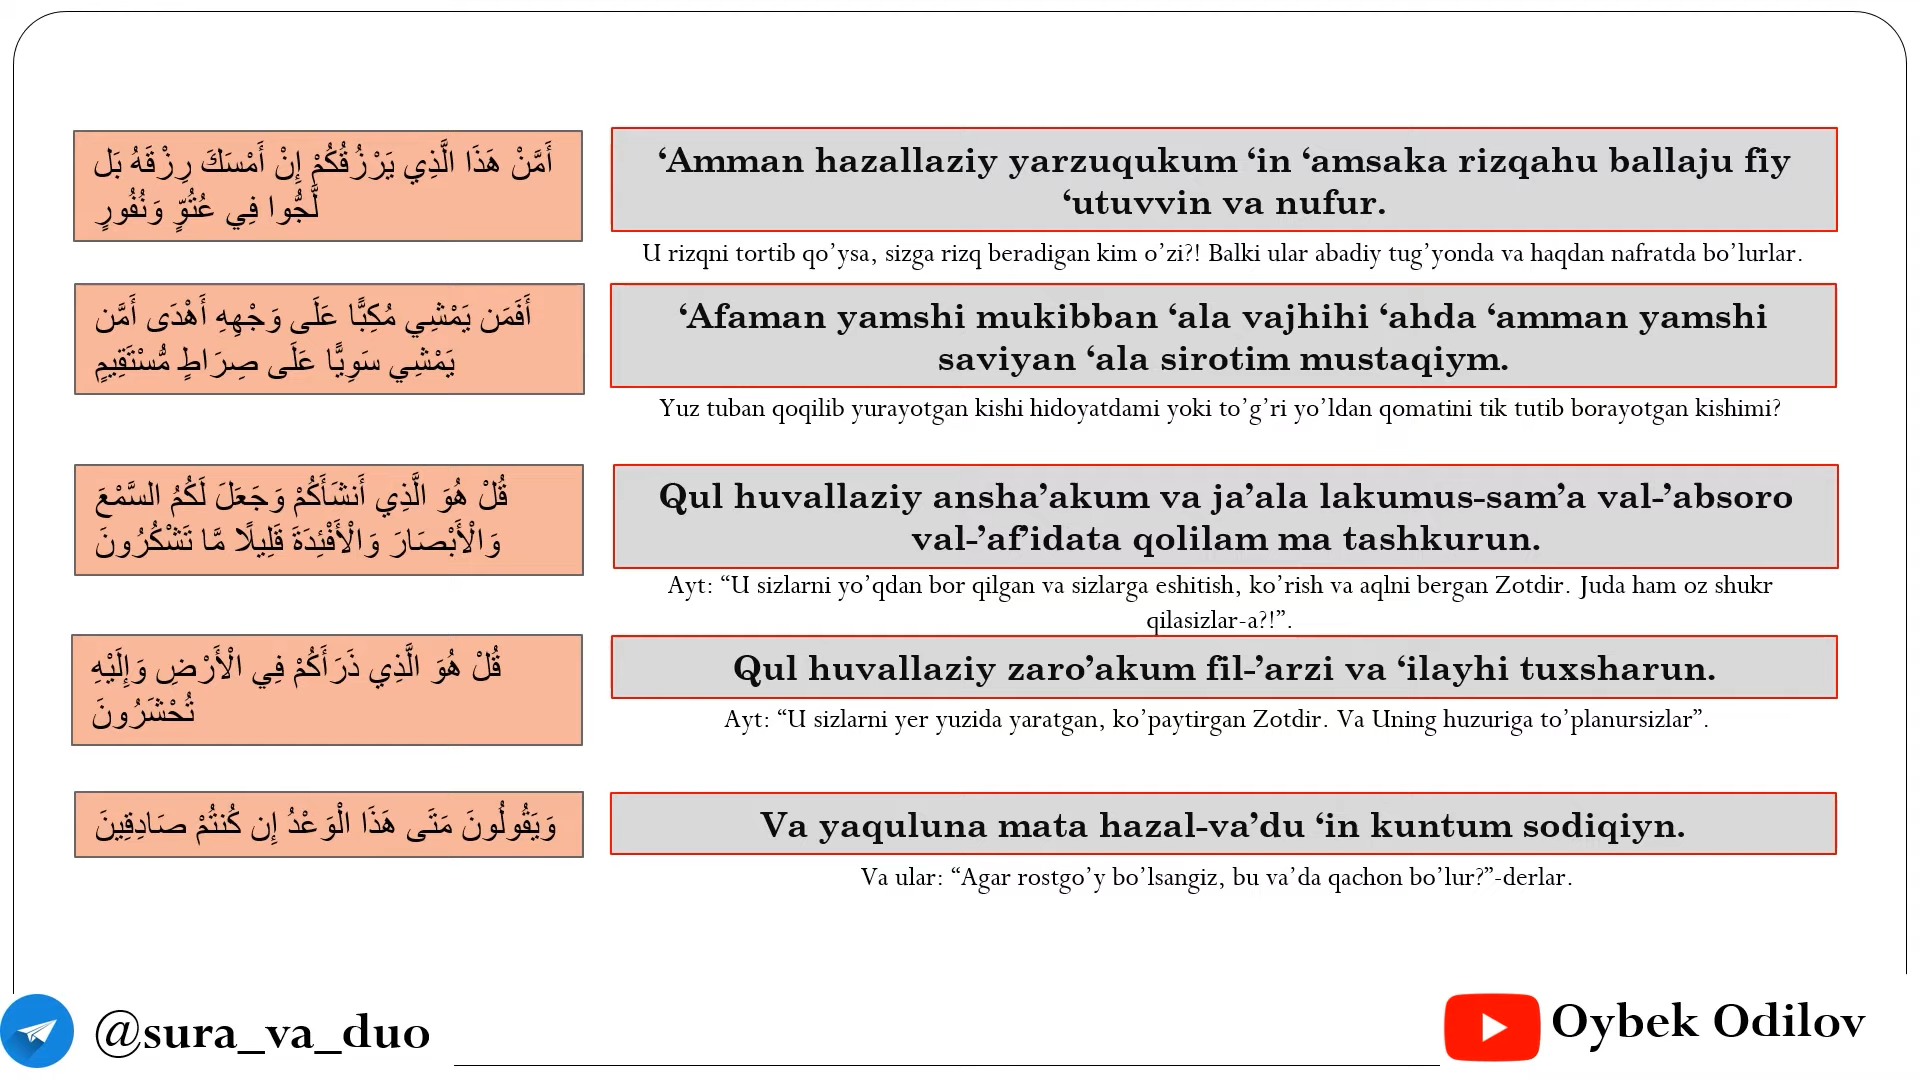 أَمَّنْ هَذَا الَّذِي يَرْزُقُكُمْ إِنْ أَمْسَكَ رِزْقَهُ بَل
لَّجُّوا فِي عُتُوٍّ وَنُفُورٍ
‘Amman hazallaziy yarzuqukum ‘in ‘amsaka rizqahu ballaju fiy
‘utuvvin va nufur.
U rizqni tortib qo’ysa, sizga rizq beradigan kim o’zi?! Balki ular abadiy tug’yonda va haqdan nafratda bo’lurlar.
أَفَمَن يَمْشِي مُكِبًّا عَلَى وَجْهِهِ أَهْدَى أَمَّن
يَمْشِي سَوِيًّا عَلَى صِرَاطٍ مُّسْتَقِيمٍ
‘Afaman yamshi mukibban ‘ala vajhihi ‘ahda ‘amman yamshi
saviyan ‘ala sirotim mustaqiym.
Yuz tuban qoqilib yurayotgan kishi hidoyatdami yoki to’g’ri yo’ldan qomatini tik tutib borayotgan kishimi?
قُلْ هُوَ الَّذِي أَنشَأَكُمْ وَجَعَلَ لَكُمُ السَّمْعَ
وَالْأَبْصَارَ وَالْأَفْئِدَةَ قَلِيلًا مَّا تَشْكُرُونَ
Qul huvallaziy ansha’akum va ja’ala lakumus-sam’a val-’absoro
val-’af’idata qolilam ma tashkurun.
Ayt: “U sizlarni yo’qdan bor qilgan va sizlarga eshitish, ko’rish va aqlni bergan Zotdir. Juda ham oz shukr
qilasizlar-a?!”.
قُلْ هُوَ الَّذِي ذَرَأَكُمْ فِي الْأَرْضِ وَإِلَيْهِ
تُحْشَرُونَ
Qul huvallaziy zaro’akum fil-’arzi va ‘ilayhi tuxsharun.
Ayt: “U sizlarni yer yuzida yaratgan, ko’paytirgan Zotdir. Va Uning huzuriga to’planursizlar”.
وَيَقُولُونَ مَتَى هَذَا الْوَعْدُ إِن كُنتُمْ صَادِقِينَ
Va yaquluna mata hazal-va’du ‘in kuntum sodiqiyn.
Va ular: “Agar rostgo’y bo’lsangiz, bu va’da qachon bo’lur?”-derlar.
@sura_va_duo
Oybek Odilov